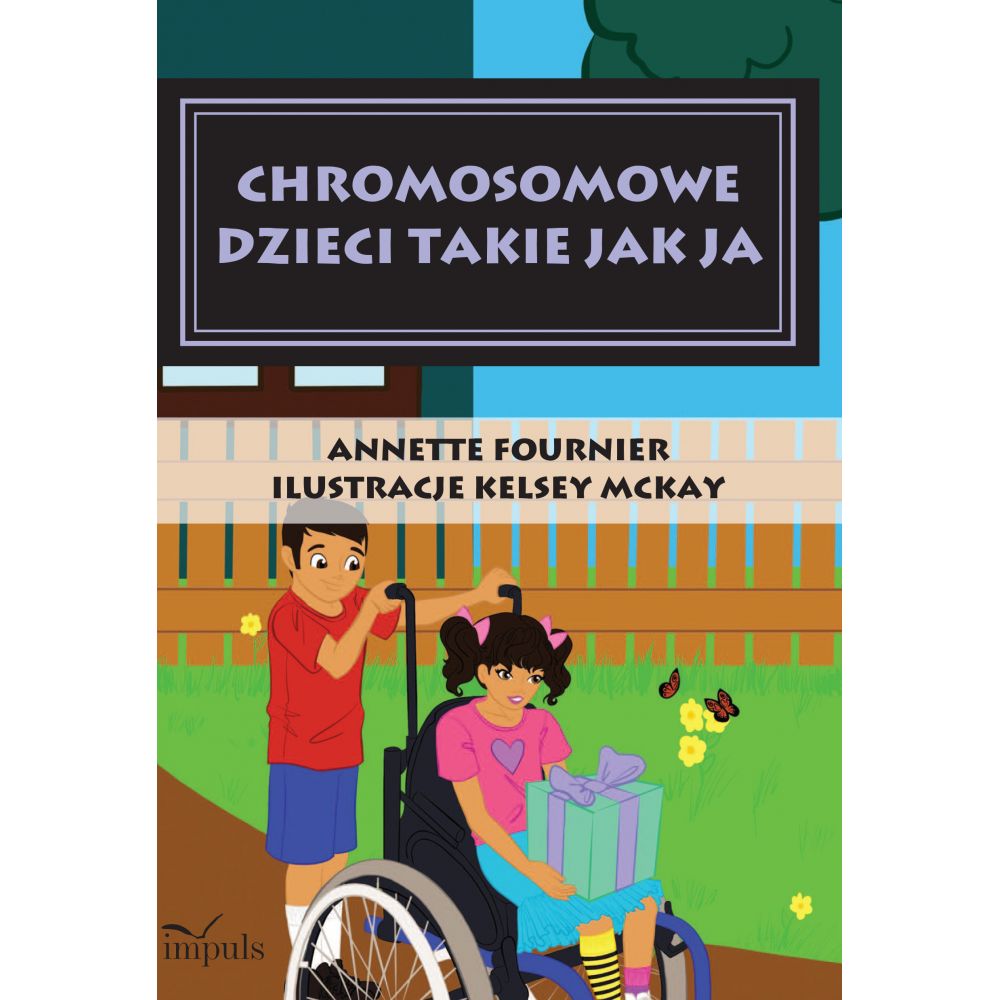 CHROMOSOMOWE
DZIECI TAKIE JAK JA
ANNETTE FOURNIER
ILUSTRACJE KELSEY MCKAY
impuls